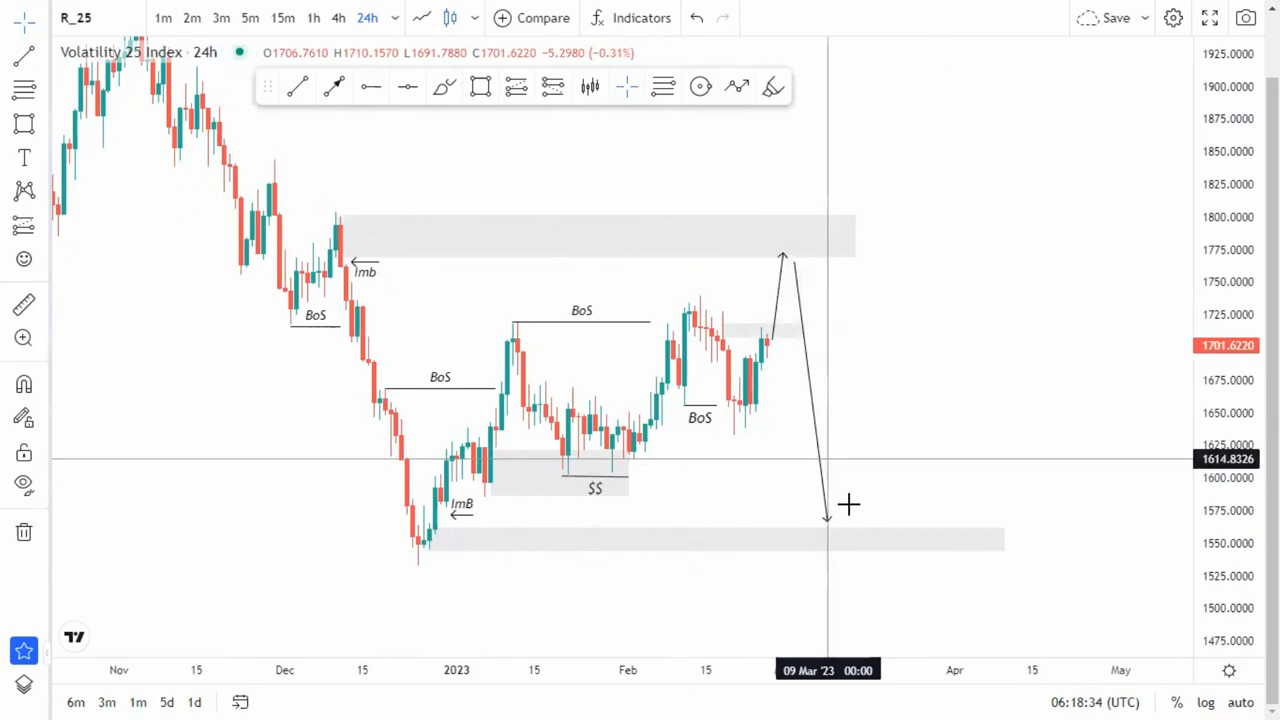 R_25 1m 2m 3m 5m 15m 1h 4h 24h Compare Indicators Save
Volatility 25 Index · 24h O1706.7610 H1710.1570 L1691.7880 C1701.6220 −5.2980 (−0.31%)
1925.0000
1900.0000
1875.0000
1850.0000
1825.0000
1800.0000
1775.0000
Imb
1750.0000
BoS
BoS
1725.0000
1701.6220
BoS
1675.0000
BoS
1650.0000
1625.0000
1614.8326
1600.0000
$$
ImB
1575.0000
1550.0000
1525.0000
1500.0000
1475.0000
Nov 15 Dec 15 2023 15 Feb 15 09 Mar '23 00:00 Apr 15 May
6m 3m 1m 5d 1d 06:18:34 (UTC) % log auto